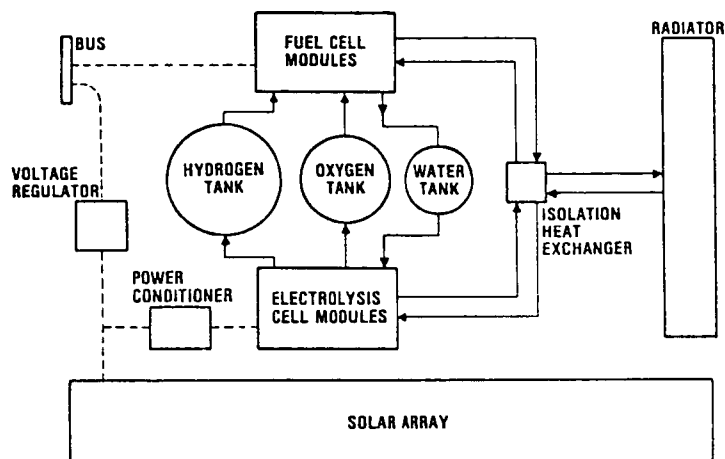 BUS
FUEL CELL
MODULES
RADIATOR
HYDROGEN
TANK
OXYGEN
TANK
WATER
TANK
VOLTAGE
REGULATOR
ISOLATION
HEAT
EXCHANGER
POWER
CONDITIONER
ELECTROLYSIS
CELL MODULES
SOLAR ARRAY